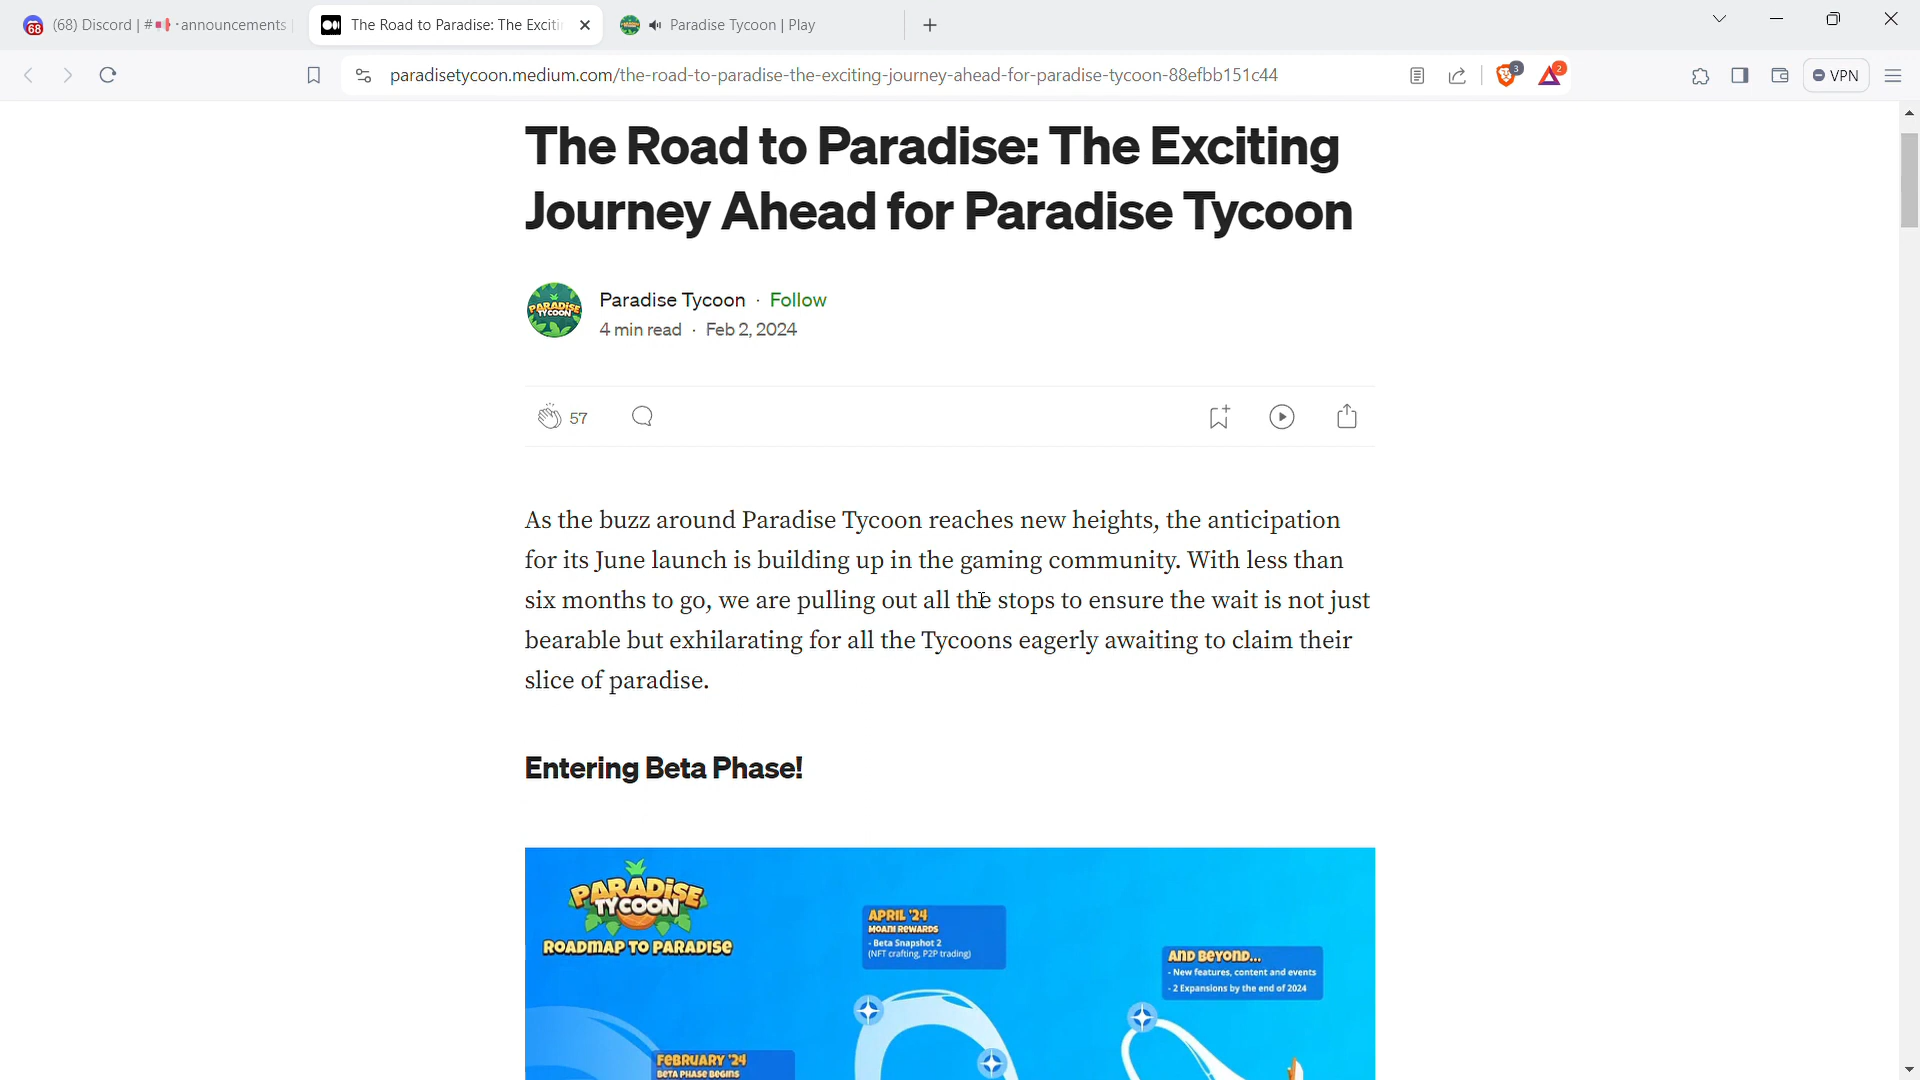 68
(68) Discord | # - announcements
The Road to Paradise: The Exciti
Paradise Tycoon | Play
paradisetycoon.medium.com/the-road-to-paradise-the-exciting-journey-ahead-for-paradise-tycoon-88efbb151c44
3
2
VPN
The Road to Paradise: The Exciting
Journey Ahead for Paradise Tycoon
PARADISE
TYCOON
Paradise Tycoon · Follow
4 min read · Feb 2, 2024
57
As the buzz around Paradise Tycoon reaches new heights, the anticipation
for its June launch is building up in the gaming community. With less than
six months to go, we are pulling out all the stops to ensure the wait is not just
bearable but exhilarating for all the Tycoons eagerly awaiting to claim their
slice of paradise.
Entering Beta Phase!
PARADISE
TYCOON
ROADMAP TO PARADISE
APRIL '24
MOANI REWARDS
- Beta Snapshot 2
(NFT crafting, P2P trading)
AND BEYOND...
- New features, content and events
- 2 Expansions by the end of 2024
FEBRUARY '24
BETA PHASE BEGINS